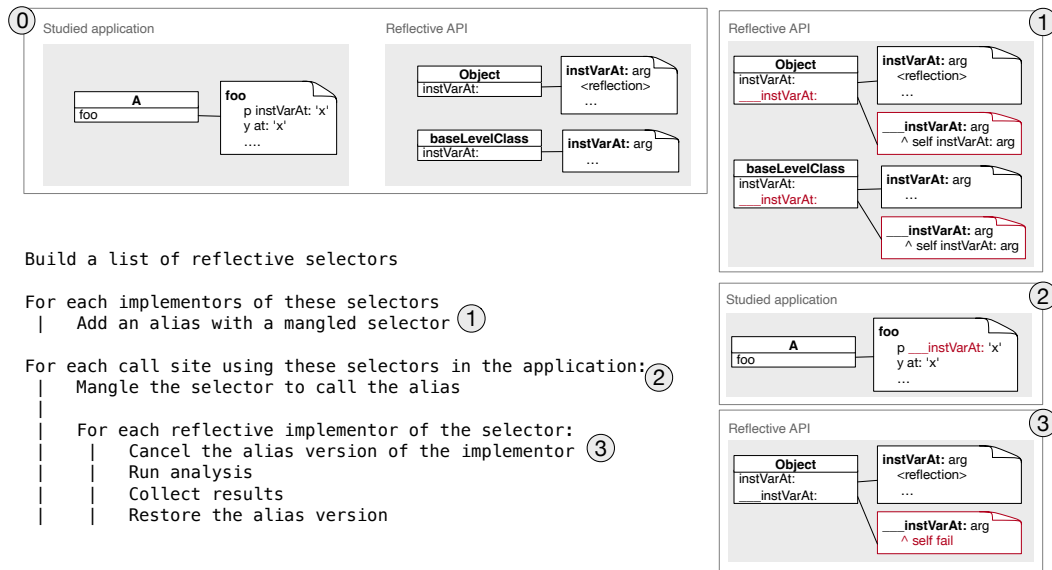 0
Studied application
A
foo
foo
p instVarAt: 'x'
y at: 'x'
....
Reflective API
Object
instVarAt:
instVarAt: arg
<reflection>
...
baseLevelClass
instVarAt:
instVarAt: arg
...
Build a list of reflective selectors
For each implementors of these selectors
| Add an alias with a mangled selector 1
For each call site using these selectors in the application: 2
| Mangle the selector to call the alias
|
| For each reflective implementor of the selector:
| | Cancel the alias version of the implementor 3
| | Run analysis
| | Collect results
| | Restore the alias version
1
Reflective API
Object
instVarAt:
___instVarAt:
instVarAt: arg
<reflection>
...
___instVarAt: arg
^ self instVarAt: arg
baseLevelClass
instVarAt:
___instVarAt:
instVarAt: arg
...
___instVarAt: arg
^ self instVarAt: arg
2
Studied application
A
foo
foo
p ___instVarAt: 'x'
y at: 'x'
...
3
Reflective API
Object
instVarAt:
___instVarAt:
instVarAt: arg
<reflection>
...
___instVarAt: arg
^ self fail